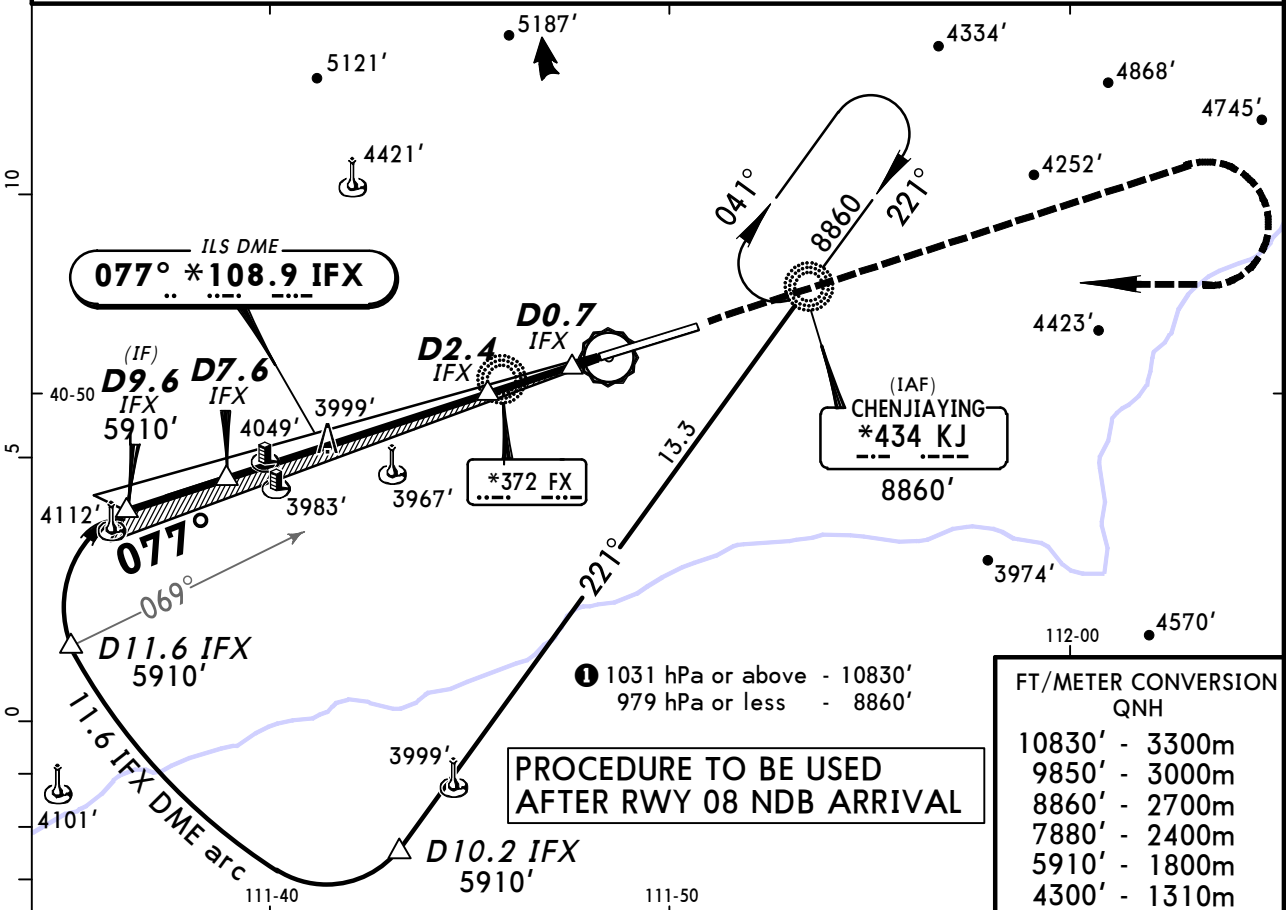 5187'
4334'
5121'
4868'
4745'
4421'
4252'
10
041°
221°
8860
ILS DME
077° *108.9 IFX
D0.7
IFX
D2.4
IFX
4423'
(IF)
D9.6
IFX
5910'
D7.6
IFX
40-50
3999'
4049'
(IAF)
CHENJIAYING
*434 KJ
8860'
13.3
5
*372 FX
3967'
3983'
4112'
077°
069°
221°
3974'
D11.6 IFX
5910'
4570'
112-00
1 1031 hPa or above - 10830'
979 hPa or less - 8860'
FT/METER CONVERSION
QNH
10830' - 3300m
9850' - 3000m
8860' - 2700m
7880' - 2400m
5910' - 1800m
4300' - 1310m
0
11.6 IFX DME arc
3999'
PROCEDURE TO BE USED
AFTER RWY 08 NDB ARRIVAL
4101'
D10.2 IFX
5910'
111-40
111-50